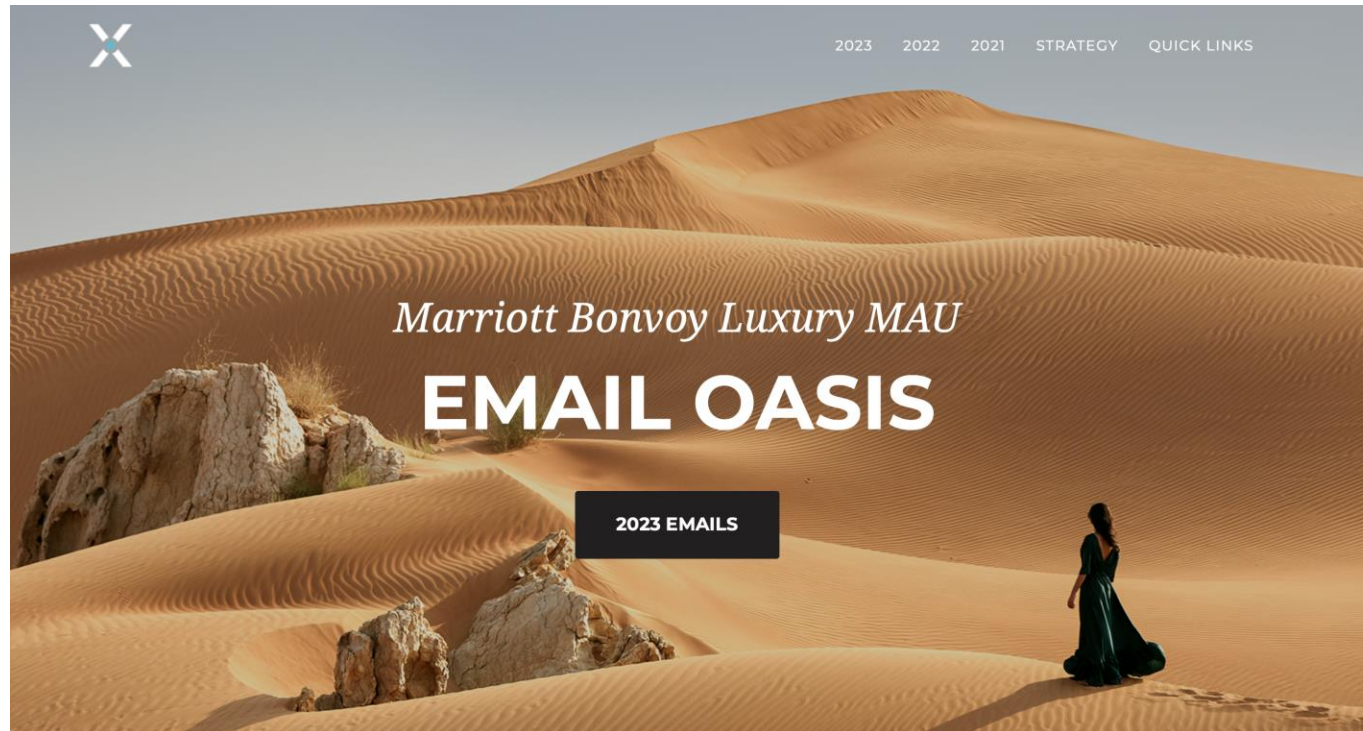 2023 2022 2021 STRATEGY QUICK LINKS
Marriott Bonvoy Luxury MAU
EMAIL OASIS
2023 EMAILS